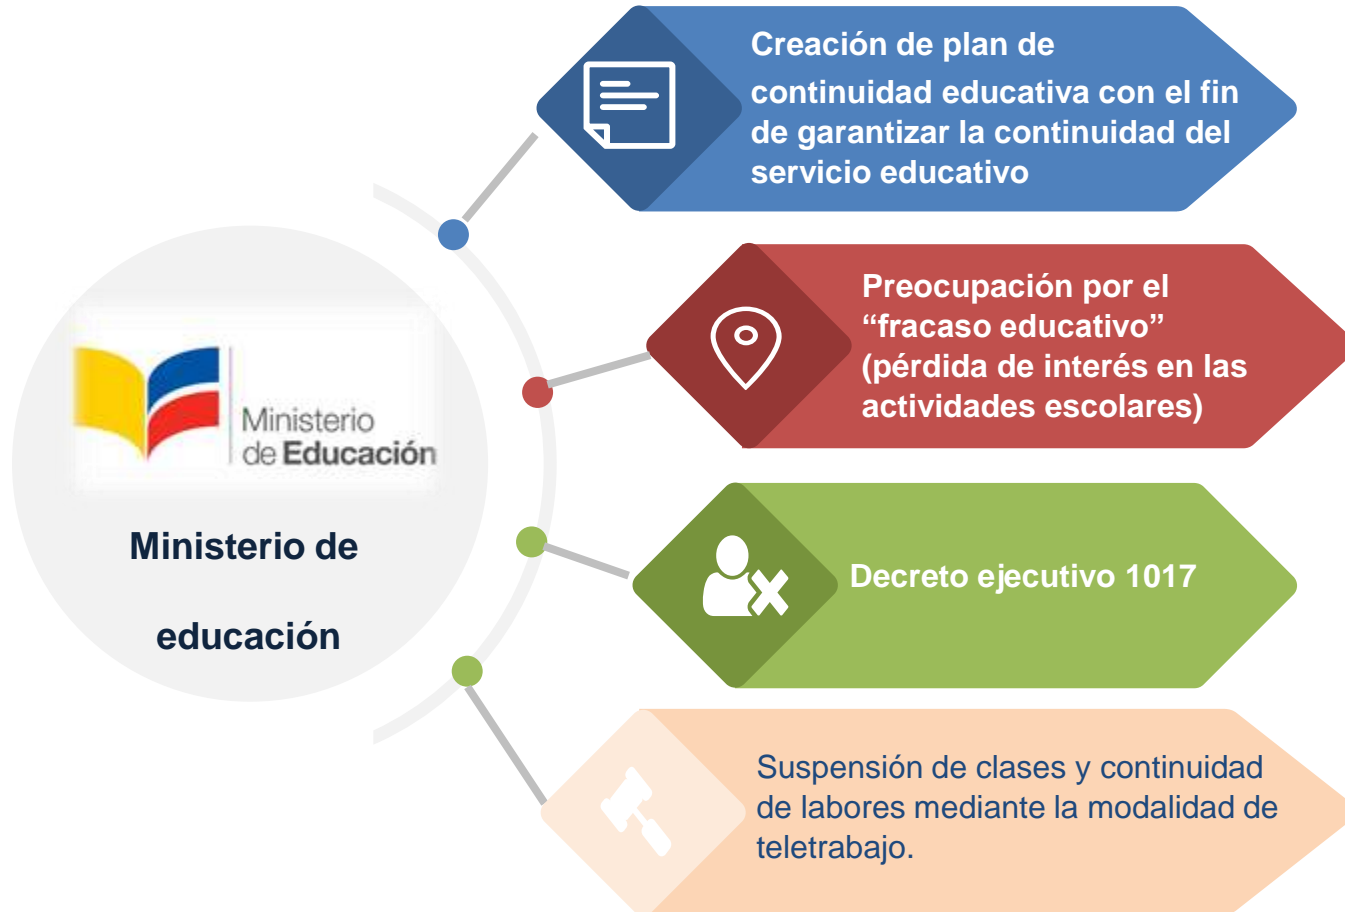 Creación de plan de
continuidad educativa con el fin
de garantizar la continuidad del
servicio educativo
Preocupación por el
“fracaso educativo”
(pérdida de interés en las
actividades escolares)
Ministerio
de Educación
Ministerio de
educación
Decreto ejecutivo 1017
Suspensión de clases y continuidad
de labores mediante la modalidad de
teletrabajo.